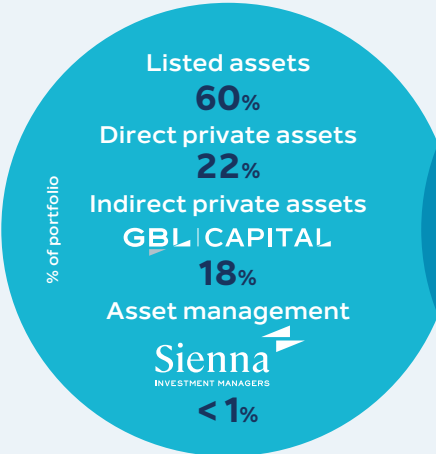 Listed assets
60%
Direct private assets
22%
Indirect private assets
GBL | CAPITAL
18%
Asset management
Sienna
INVESTMENT MANAGERS
< 1%
% of portfolio